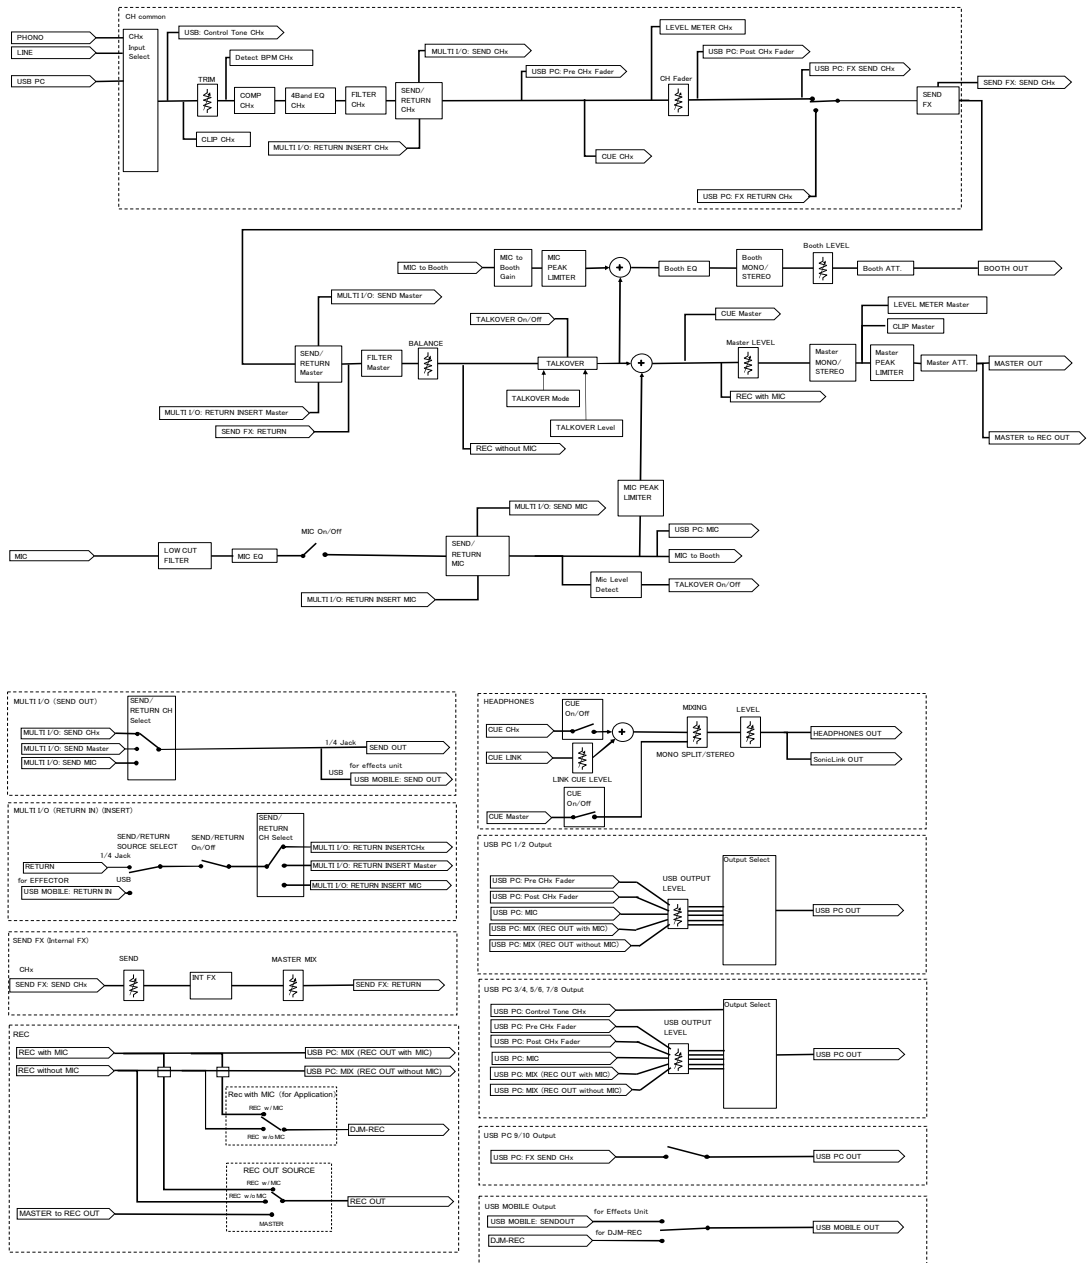 CH common
PHONO
LINE
USB PC
CHx
Input
Select
USB: Control Tone CHx
Detect BPM CHx
TRIM
CLIP CHx
COMP
CHx
4Band EQ
CHx
FILTER
CHx
SEND/
RETURN
CHx
MULTI I/O: SEND CHx
MULTI I/O: RETURN INSERT CHx
USB PC: Pre CHx Fader
CUE CHx
LEVEL METER CHx
CH Fader
USB PC: Post CHx Fader
USB PC: FX SEND CHx
USB PC: FX RETURN CHx
SEND
FX
SEND FX: SEND CHx
MIC to Booth
MIC to
Booth
Gain
MIC
PEAK
LIMITER
+
Booth EQ
Booth
MONO/
STEREO
Booth LEVEL
Booth ATT.
BOOTH OUT
MULTI I/O: SEND Master
SEND/
RETURN
Master
MULTI I/O: RETURN INSERT Master
SEND FX: RETURN
FILTER
Master
BALANCE
TALKOVER On/Off
TALKOVER
TALKOVER Mode
TALKOVER Level
REC without MIC
+
CUE Master
Master LEVEL
REC with MIC
Master
MONO/
STEREO
LEVEL METER Master
CLIP Master
Master
PEAK
LIMITER
Master ATT.
MASTER OUT
MASTER to REC OUT
MIC PEAK
LIMITER
MIC
LOW CUT
FILTER
MIC EQ
MIC On/Off
SEND/
RETURN
MIC
MULTI I/O: SEND MIC
MULTI I/O: RETURN INSERT MIC
USB PC: MIC
MIC to Booth
Mic Level
Detect
TALKOVER On/Off
MULTI I/O (SEND OUT)
SEND/
RETURN CH
Select
MULTI I/O: SEND CHx
MULTI I/O: SEND Master
MULTI I/O: SEND MIC
1/4 Jack
SEND OUT
for effects unit
USB
USB MOBILE: SEND OUT
MULTI I/O (RETURN IN) (INSERT)
SEND/RETURN
SOURCE SELECT
1/4 Jack
RETURN
for EFFECTOR
USB
USB MOBILE: RETURN IN
SEND/RETURN
On/Off
SEND/
RETURN
CH Select
MULTI I/O: RETURN INSERTCHx
MULTI I/O: RETURN INSERT Master
MULTI I/O: RETURN INSERT MIC
SEND FX (Internal FX)
CHx
SEND FX: SEND CHx
SEND
INT FX
MASTER MIX
SEND FX: RETURN
REC
REC with MIC
REC without MIC
USB PC: MIX (REC OUT with MIC)
USB PC: MIX (REC OUT without MIC)
Rec with MIC (for Application)
REC w/MIC
REC w/o MIC
DJM-REC
REC OUT SOURCE
REC w/MIC
REC w/o MIC
MASTER
REC OUT
MASTER to REC OUT
HEADPHONES
CUE
On/Off
CUE CHx
CUE LINK
LINK CUE LEVEL
+
CUE Master
CUE
On/Off
MIXING
MONO SPLIT/STEREO
LEVEL
HEADPHONES OUT
SonicLink OUT
USB PC 1/2 Output
USB PC: Pre CHx Fader
USB PC: Post CHx Fader
USB PC: MIC
USB PC: MIX (REC OUT with MIC)
USB PC: MIX (REC OUT without MIC)
USB OUTPUT
LEVEL
Output Select
USB PC OUT
USB PC 3/4, 5/6, 7/8 Output
USB PC: Control Tone CHx
USB PC: Pre CHx Fader
USB PC: Post CHx Fader
USB PC: MIC
USB PC: MIX (REC OUT with MIC)
USB PC: MIX (REC OUT without MIC)
USB OUTPUT
LEVEL
Output Select
USB PC OUT
USB PC 9/10 Output
USB PC: FX SEND CHx
USB PC OUT
USB MOBILE Output
for Effects Unit
USB MOBILE: SENDOUT
for DJM-REC
DJM-REC
USB MOBILE OUT